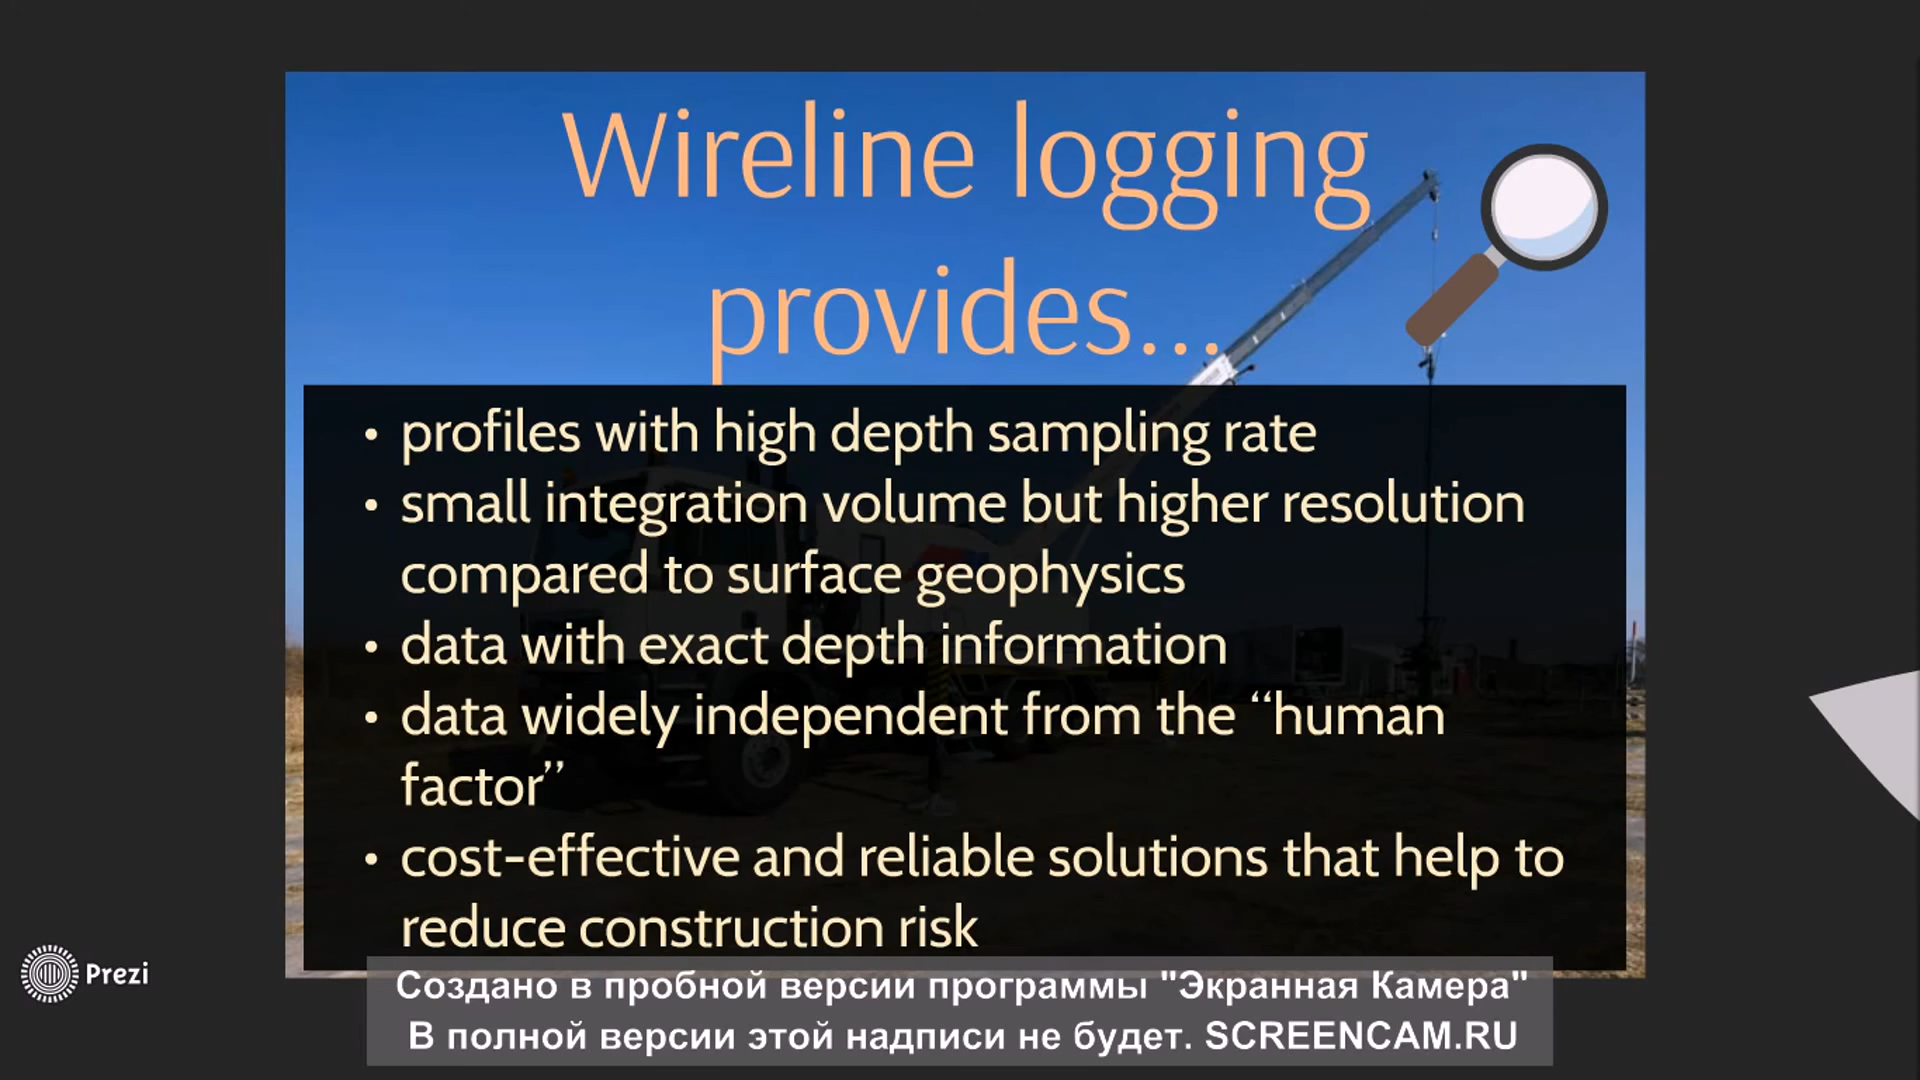 Wireline logging
provides...
• profiles with high depth sampling rate
• small integration volume but higher resolution
compared to surface geophysics
• data with exact depth information
• data widely independent from the “human
factor”
• cost-effective and reliable solutions that help to
reduce construction risk
Prezi
Создано в пробной версии программы "Экранная Камера"
В полной версии этой надписи не будет. SCREENCAM.RU